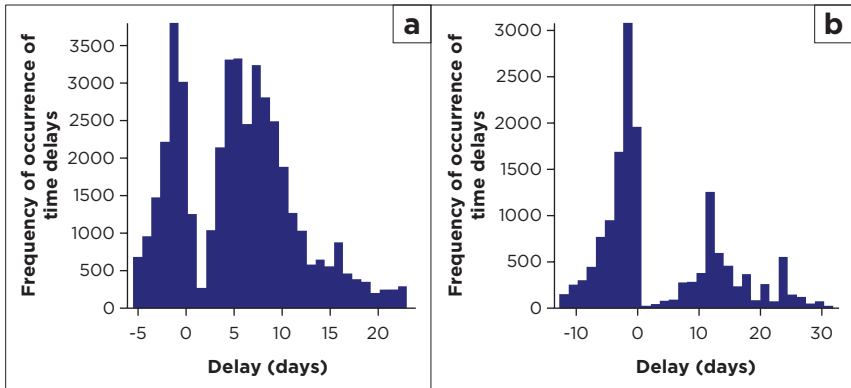 a
Frequency of occurrence of
time delays
3500
3000
2500
2000
1500
1000
500
0
-5 0 5 10 15 20
Delay (days)
b
Frequency of occurrence of
time delays
3000
2500
2000
1500
1000
500
0
-10 0 10 20 30
Delay (days)